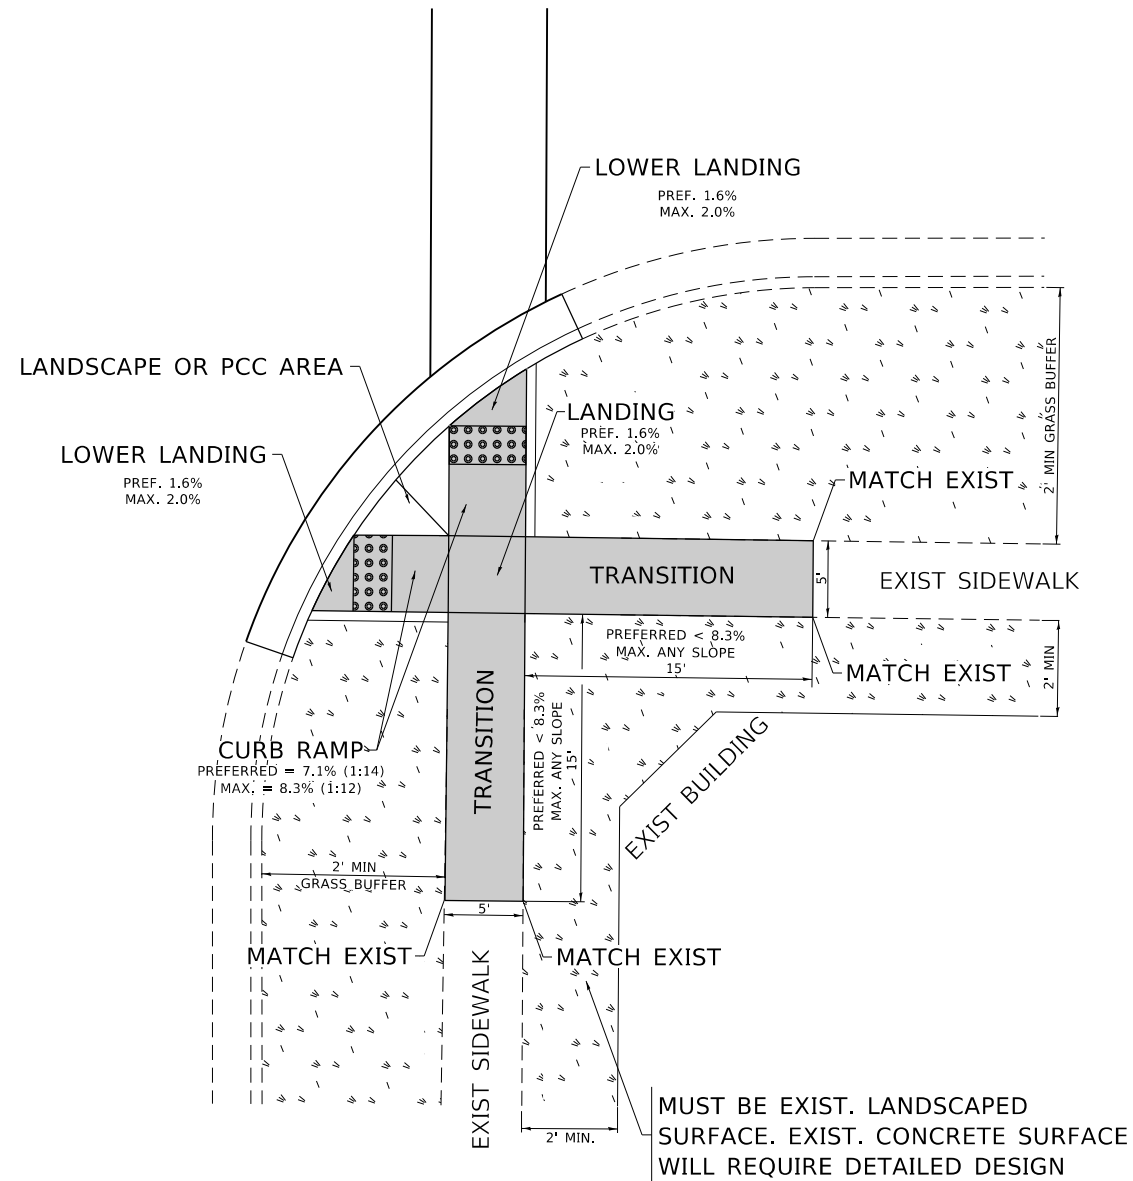 LOWER LANDING
PREF. 1.6%
MAX. 2.0%
LANDSCAPE OR PCC AREA
LANDING
PREF. 1.6%
MAX. 2.0%
LOWER LANDING
PREF. 1.6%
MAX. 2.0%
2' MIN GRASS BUFFER
MATCH EXIST
TRANSITION
5'
EXIST SIDEWALK
PREFERRED < 8.3%
MAX. ANY SLOPE
15'
MATCH EXIST
2' MIN
TRANSITION
PREFERRED < 8.3%
MAX. ANY SLOPE
15'
CURB RAMP
PREFERRED = 7.1% (1:14)
MAX. = 8.3% (1:12)
EXIST BUILDING
2' MIN
GRASS BUFFER
5'
MATCH EXIST
MATCH EXIST
EXIST SIDEWALK
2' MIN.
MUST BE EXIST. LANDSCAPED
SURFACE. EXIST. CONCRETE SURFACE
WILL REQUIRE DETAILED DESIGN